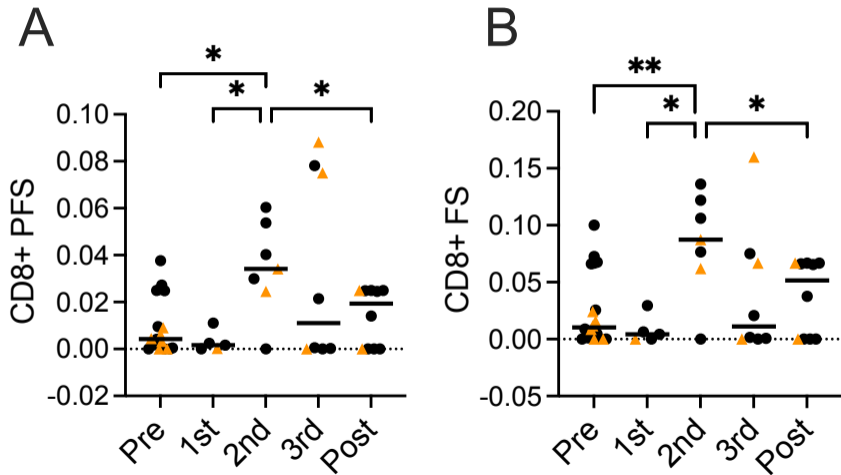 A
*
* *
CD8+ PFS
0.10
0.08
0.06
0.04
0.02
0.00
-0.02
Pre 1st 2nd 3rd Post
B
**
* *
CD8+ FS
0.20
0.15
0.10
0.05
0.00
-0.05
Pre 1st 2nd 3rd Post